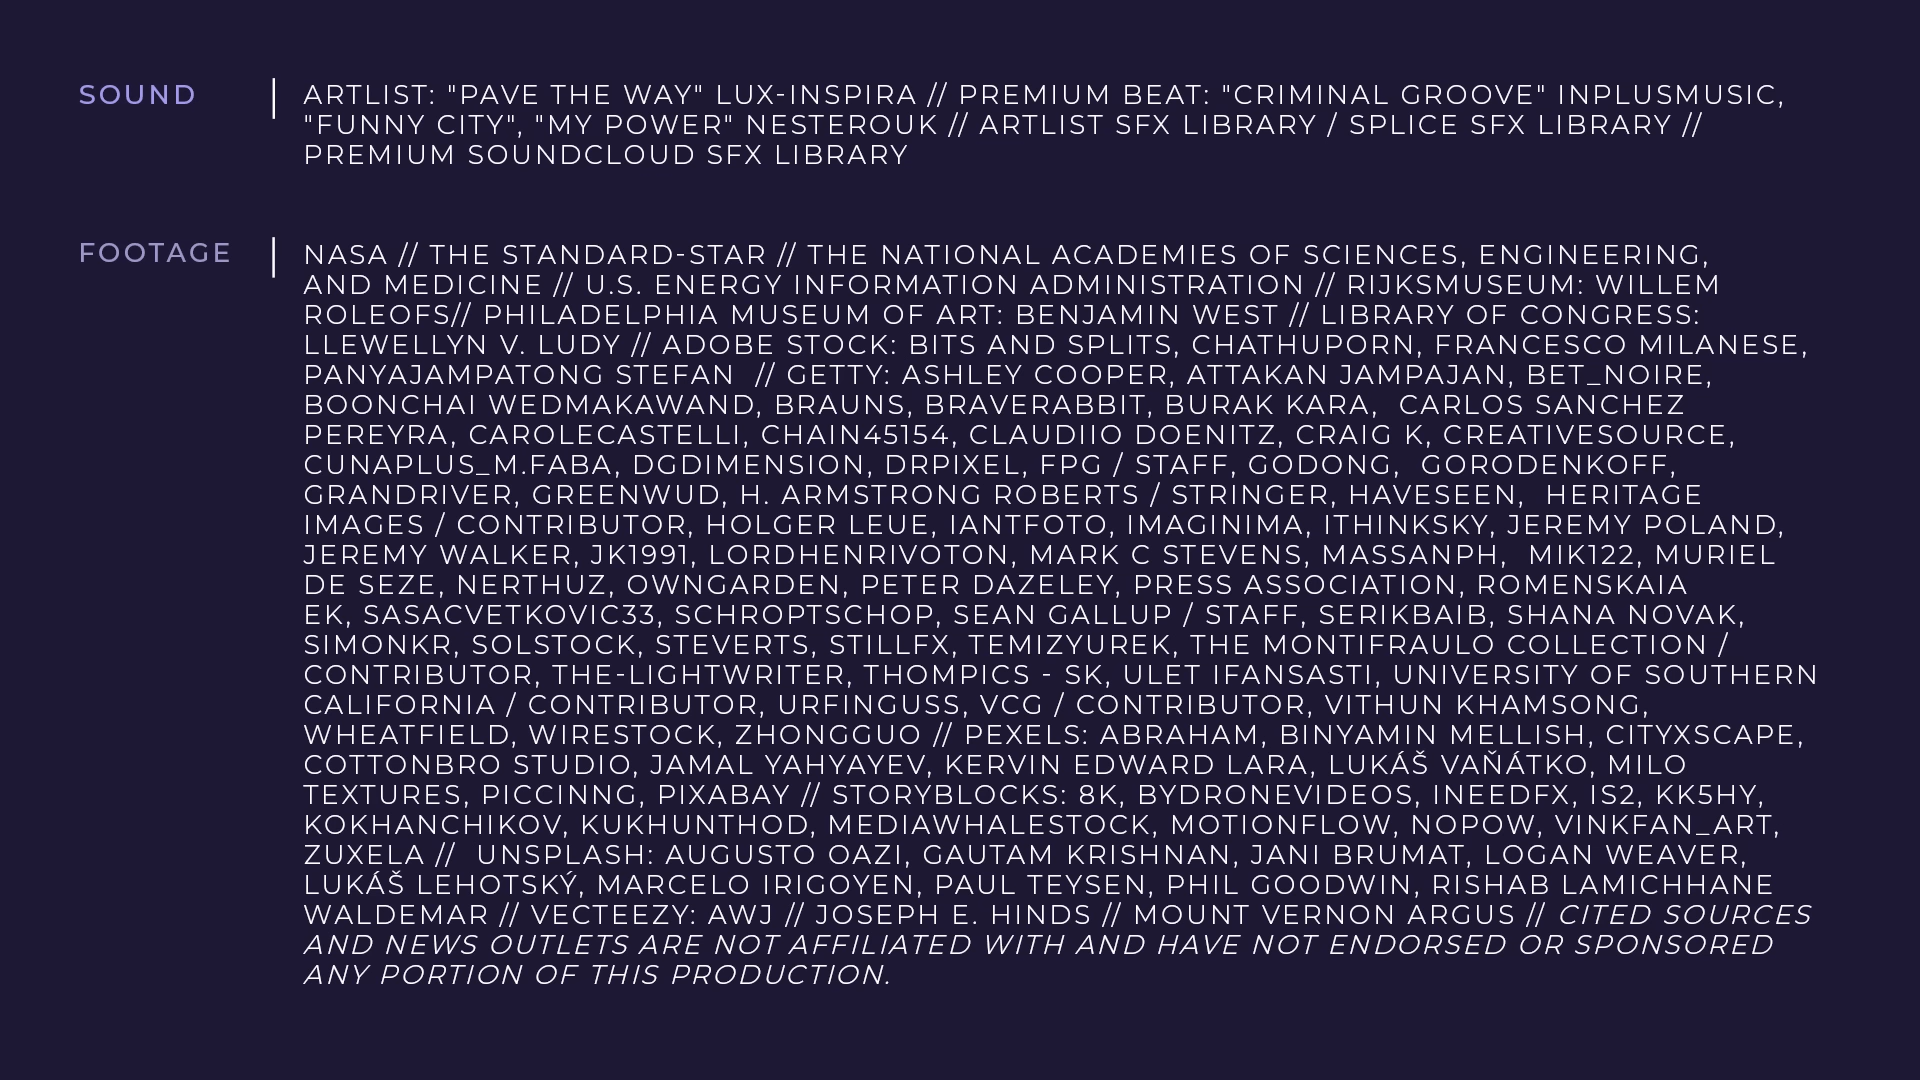 SOUND
ARTLIST: "PAVE THE WAY" LUX-INSPIRA // PREMIUM BEAT: "CRIMINAL GROOVE" INPLUSMUSIC,
"FUNNY CITY", "MY POWER" NESTEROUK // ARTLIST SFX LIBRARY / SPLICE SFX LIBRARY //
PREMIUM SOUNDCLOUD SFX LIBRARY
FOOTAGE
NASA // THE STANDARD-STAR // THE NATIONAL ACADEMIES OF SCIENCES, ENGINEERING,
AND MEDICINE // U.S. ENERGY INFORMATION ADMINISTRATION // RIJKSMUSEUM: WILLEM
ROLEOFS// PHILADELPHIA MUSEUM OF ART: BENJAMIN WEST // LIBRARY OF CONGRESS:
LLEWELLYN V. LUDY // ADOBE STOCK: BITS AND SPLITS, CHATHUPORN, FRANCESCO MILANESE,
PANYAJAMPATONG STEFAN  // GETTY: ASHLEY COOPER, ATTAKAN JAMPAJAN, BET_NOIRE,
BOONCHAI WEDMAKAWAND, BRAUNS, BRAVERABBIT, BURAK KARA,  CARLOS SANCHEZ
PEREYRA, CAROLECASTELLI, CHAIN45154, CLAUDIIO DOENITZ, CRAIG K, CREATIVESOURCE,
CUNAPLUS_M.FABA, DGDIMENSION, DRPIXEL, FPG / STAFF, GODONG,  GORODENKOFF,
GRANDRIVER, GREENWUD, H. ARMSTRONG ROBERTS / STRINGER, HAVESEEN,  HERITAGE
IMAGES / CONTRIBUTOR, HOLGER LEUE, IANTFOTO, IMAGINIMA, ITHINKSKY, JEREMY POLAND,
JEREMY WALKER, JK1991, LORDHENRIVOTON, MARK C STEVENS, MASSANPH,  MIK122, MURIEL
DE SEZE, NERTHUZ, OWNGARDEN, PETER DAZELEY, PRESS ASSOCIATION, ROMENSKAIA
EK, SASACVETKOVIC33, SCHROPTSCHOP, SEAN GALLUP / STAFF, SERIKBAIB, SHANA NOVAK,
SIMONKR, SOLSTOCK, STEVERTS, STILLFX, TEMIZYUREK, THE MONTIFRAULO COLLECTION /
CONTRIBUTOR, THE-LIGHTWRITER, THOMPICS - SK, ULET IFANSASTI, UNIVERSITY OF SOUTHERN
CALIFORNIA / CONTRIBUTOR, URFINGUSS, VCG / CONTRIBUTOR, VITHUN KHAMSONG,
WHEATFIELD, WIRESTOCK, ZHONGGUO // PEXELS: ABRAHAM, BINYAMIN MELLISH, CITYXSCAPE,
COTTONBRO STUDIO, JAMAL YAHYAYEV, KERVIN EDWARD LARA, LUKÁŠ VAŇÁTKO, MILO
TEXTURES, PICCINNG, PIXABAY // STORYBLOCKS: 8K, BYDRONEVIDEOS, INEEDFX, IS2, KK5HY,
KOKHANCHIKOV, KUKHUNTHOD, MEDIAWHALESTOCK, MOTIONFLOW, NOPOW, VINKFAN_ART,
ZUXELA //  UNSPLASH: AUGUSTO OAZI, GAUTAM KRISHNAN, JANI BRUMAT, LOGAN WEAVER,
LUKÁŠ LEHOTSKÝ, MARCELO IRIGOYEN, PAUL TEYSEN, PHIL GOODWIN, RISHAB LAMICHHANE
WALDEMAR // VECTEEZY: AWJ // JOSEPH E. HINDS // MOUNT VERNON ARGUS // CITED SOURCES
AND NEWS OUTLETS ARE NOT AFFILIATED WITH AND HAVE NOT ENDORSED OR SPONSORED
ANY PORTION OF THIS PRODUCTION.